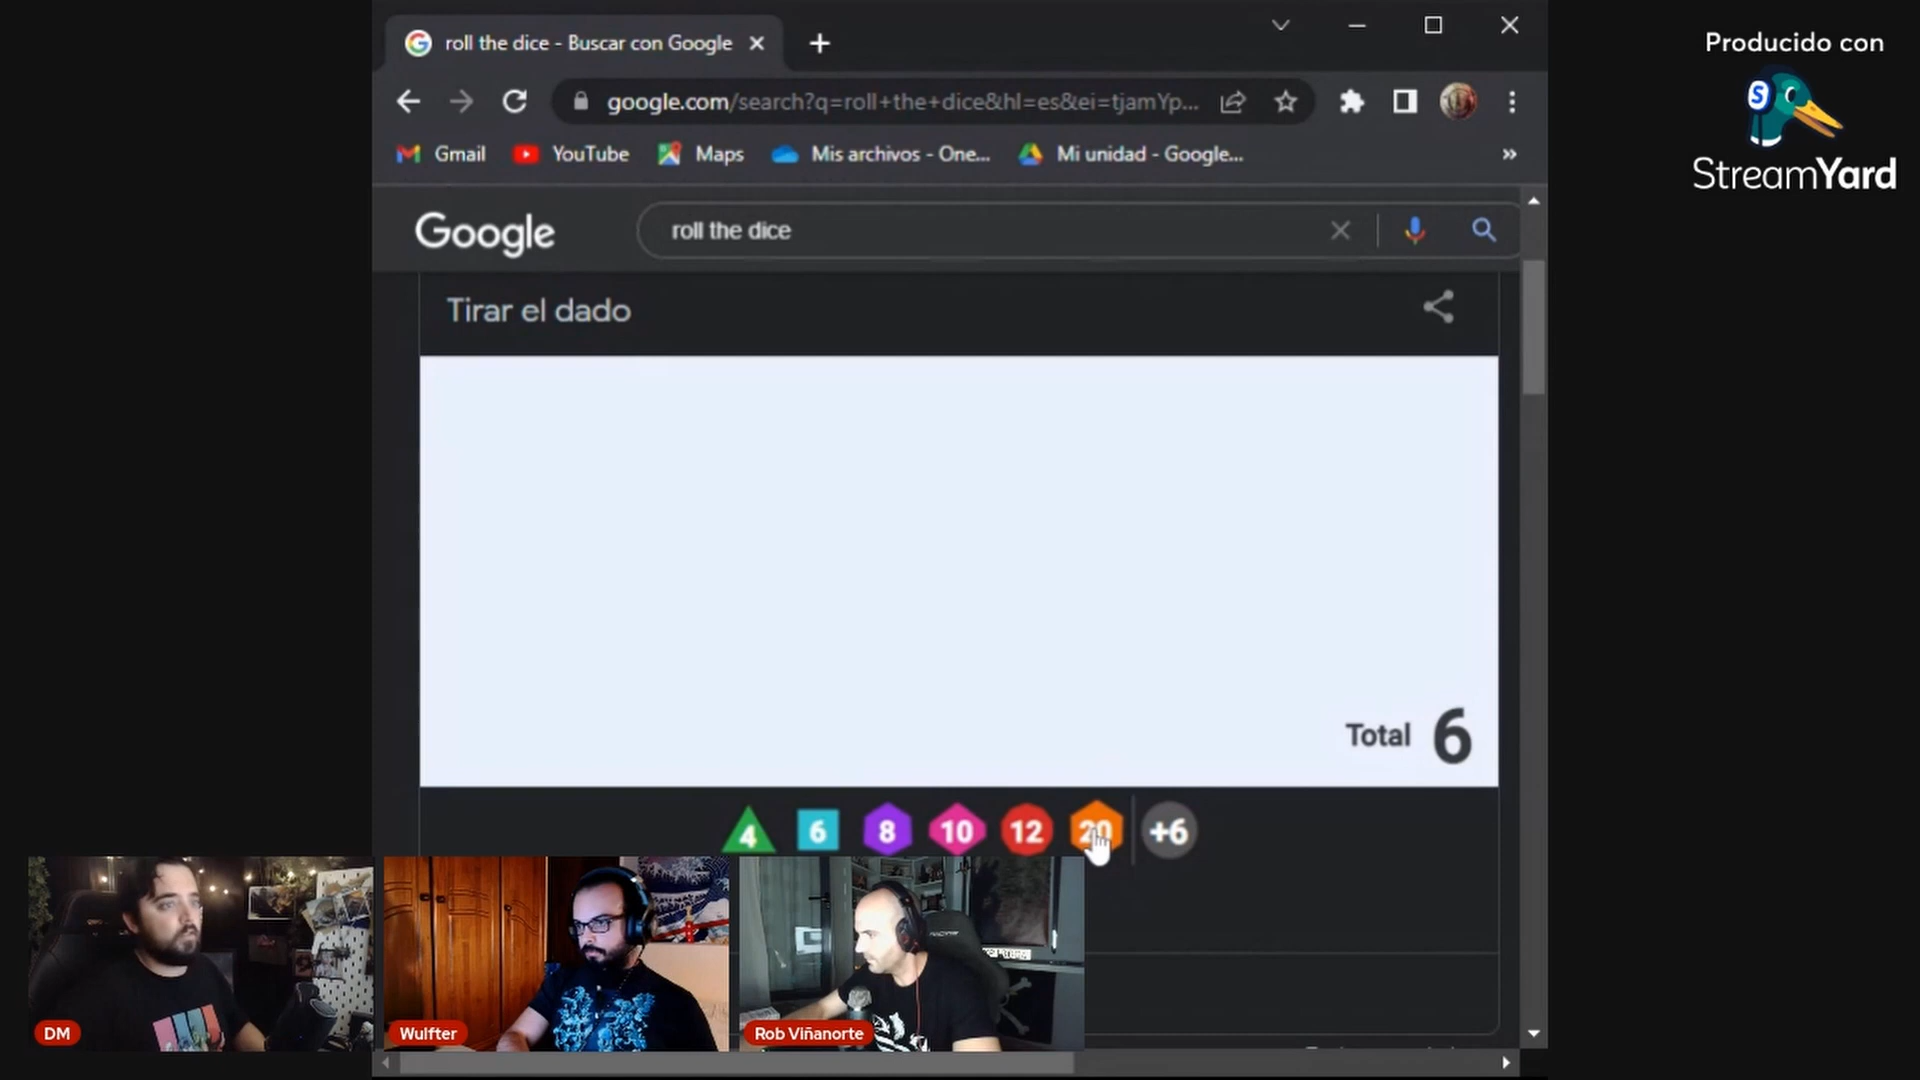 roll the dice - Buscar con Google
Producido con
StreamYard
google.com/search?q=roll+the+dice&hl=es&ei=tjamYp...
Gmail
YouTube
Maps
Mis archivos - One...
Mi unidad - Google...
»
Google
roll the dice
Tirar el dado
Total 6
4
6
8
10
12
20
+6
DM
Wulfter
Rob Viñanorte